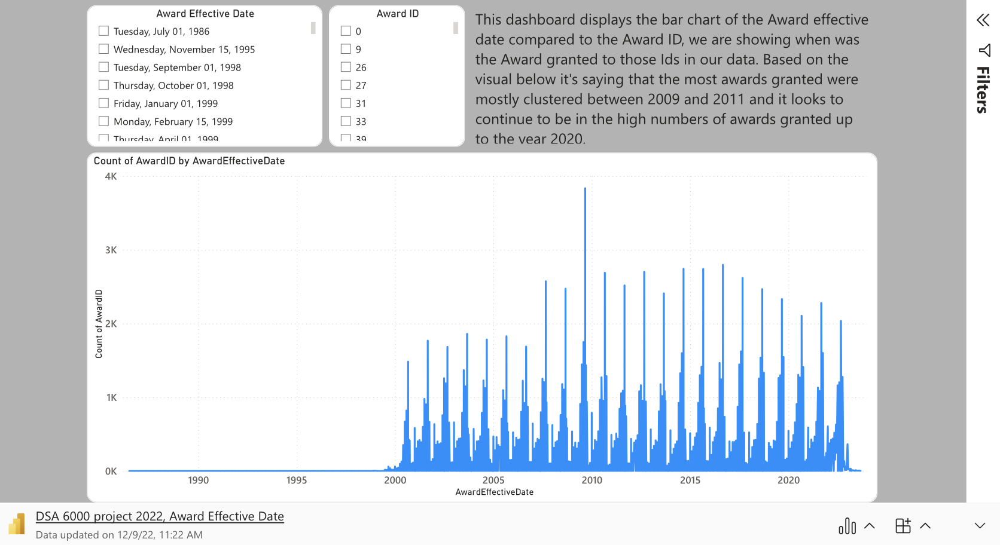 Award Effective Date
Tuesday, July 01, 1986
Wednesday, November 15, 1995
Tuesday, September 01, 1998
Thursday, October 01, 1998
Friday, January 01, 1999
Monday, February 15, 1999
Thursday, April 01, 1999
Award ID
0
9
26
27
31
33
39
This dashboard displays the bar chart of the Award effective
date compared to the Award ID, we are showing when was
the Award granted to those Ids in our data. Based on the
visual below it's saying that the most awards granted were
mostly clustered between 2009 and 2011 and it looks to
continue to be in the high numbers of awards granted up
to the year 2020.
Filters
Count of AwardID by AwardEffectiveDate
4K
3K
2K
1K
0K
Count of AwardID
1990
1995
2000
2005
2010
2015
2020
AwardEffectiveDate
DSA 6000 project 2022, Award Effective Date
Data updated on 12/9/22, 11:22 AM